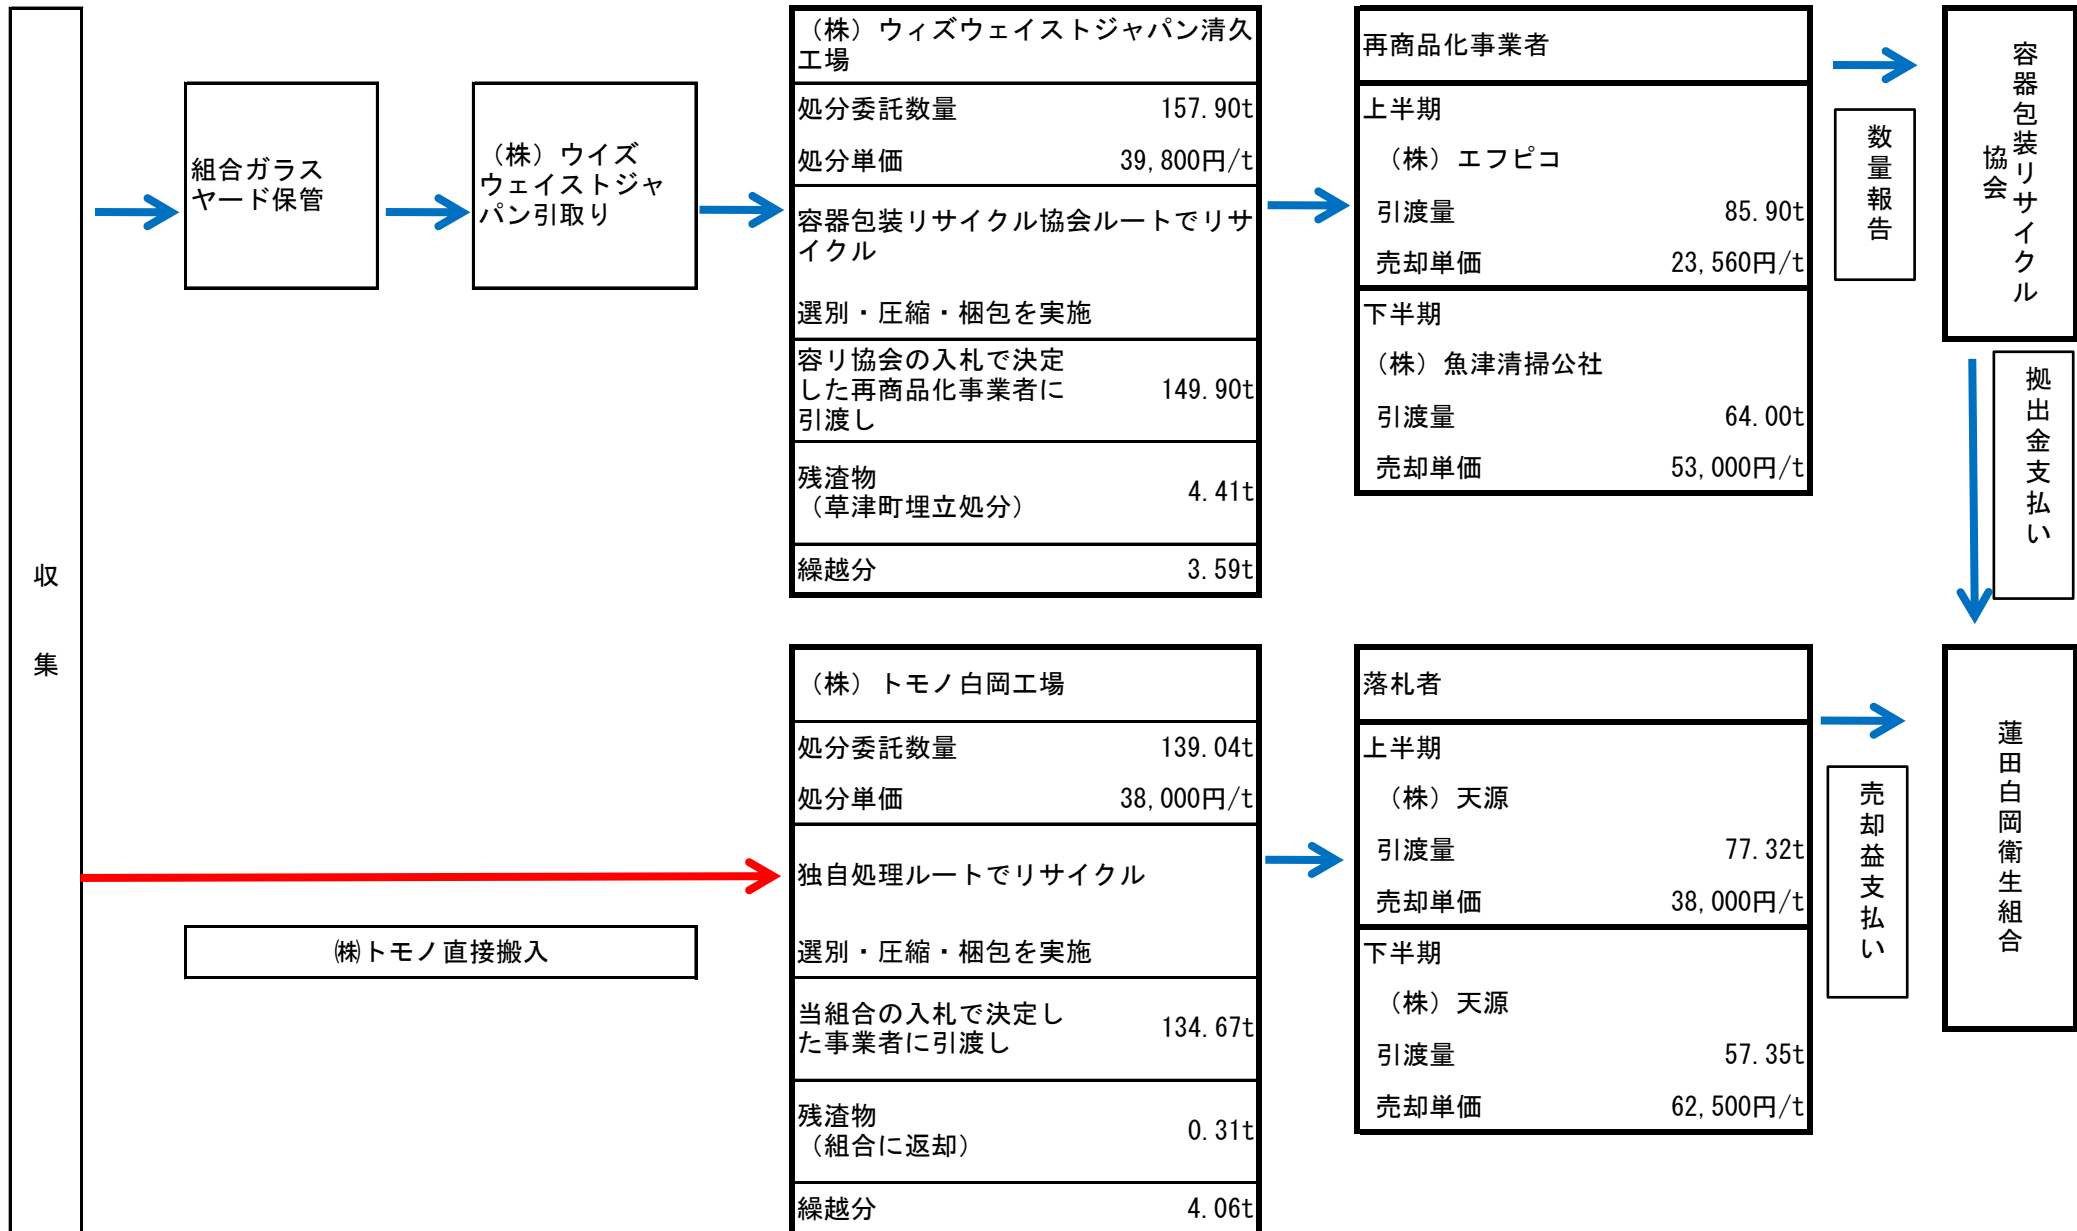 収集
組合ガラス
ヤード保管
（株）ウイズ
ウェイストジャ
パン引取り
（株）ウィズウェイストジャパン清久
工場
処分委託数量 157.90t
処分単価 39,800円/t
容器包装リサイクル協会ルートでリサ
イクル
選別・圧縮・梱包を実施
容リ協会の入札で決定
した再商品化事業者に
引渡し
149.90t
残渣物
（草津町埋立処分）
4.41t
繰越分 3.59t
再商品化事業者
上半期
（株）エフピコ
引渡量 85.90t
売却単価 23,560円/t
下半期
（株）魚津清掃公社
引渡量 64.00t
売却単価 53,000円/t
数量報告
容器包装リサイクル
協会
拠出金支払い
㈱トモノ直接搬入
（株）トモノ白岡工場
処分委託数量 139.04t
処分単価 38,000円/t
独自処理ルートでリサイクル
選別・圧縮・梱包を実施
当組合の入札で決定し
た事業者に引渡し
134.67t
残渣物
（組合に返却）
0.31t
繰越分 4.06t
落札者
上半期
（株）天源
引渡量 77.32t
売却単価 38,000円/t
下半期
（株）天源
引渡量 57.35t
売却単価 62,500円/t
売却益支払い
蓮田白岡衛生組合